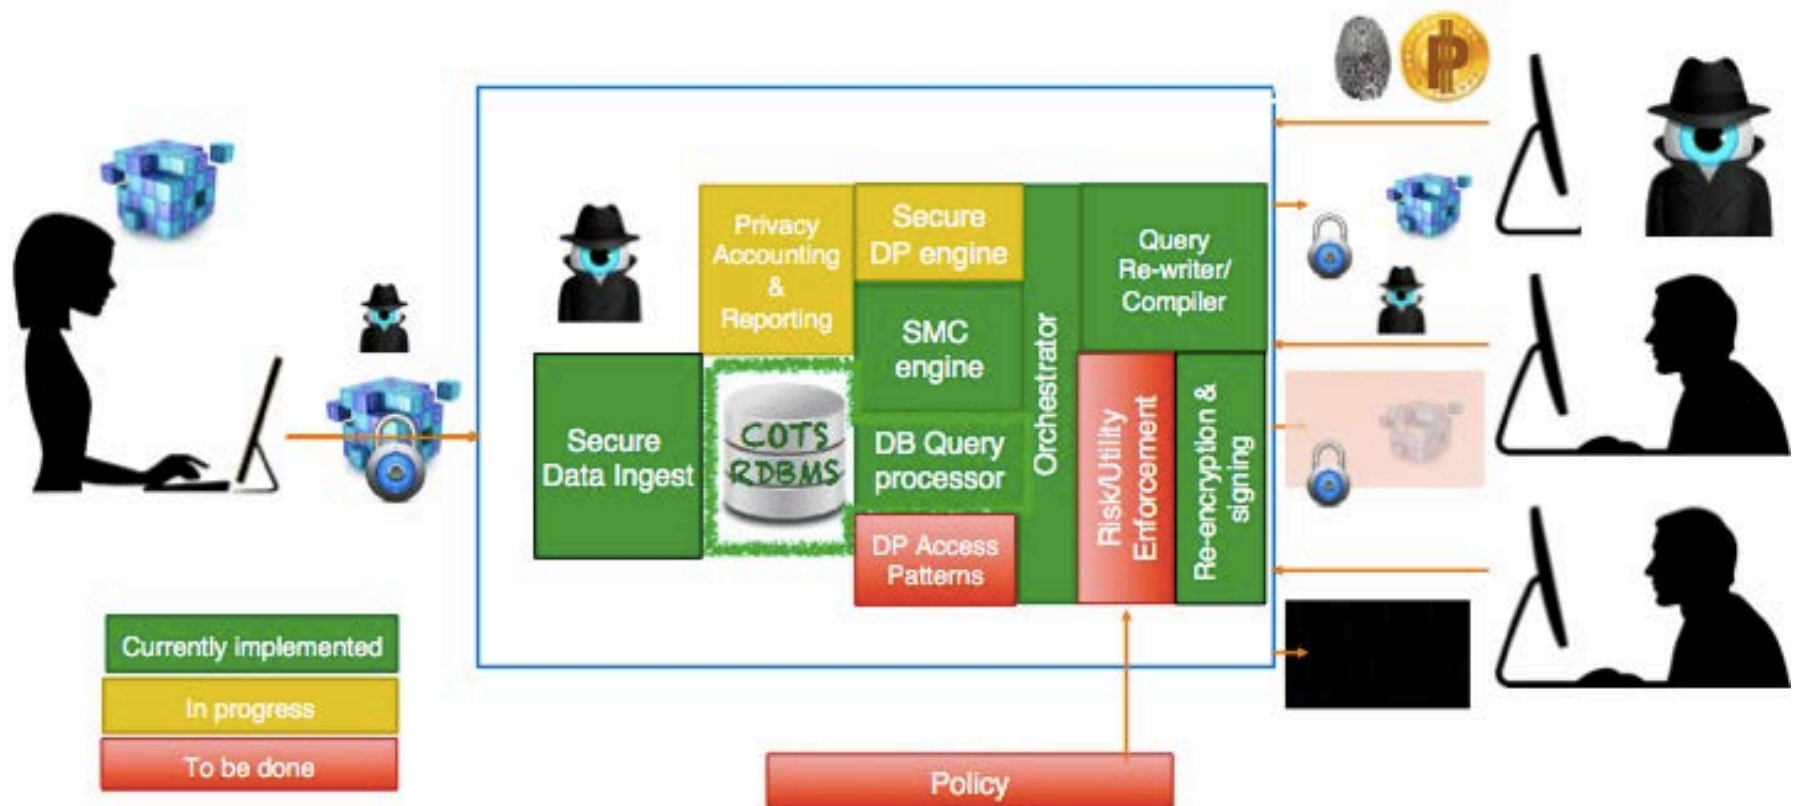 Privacy
Accounting
&
Reporting
Secure
DP engine
Query
Re-writer/
Compiler
SMC
engine
Orchestrator
Secure
Data Ingest
COTS
RDBMS
DB Query
processor
DP Access
Patterns
Risk/Utility
Enforcement
Re-encryption &
signing
Currently implemented
In progress
To be done
Policy